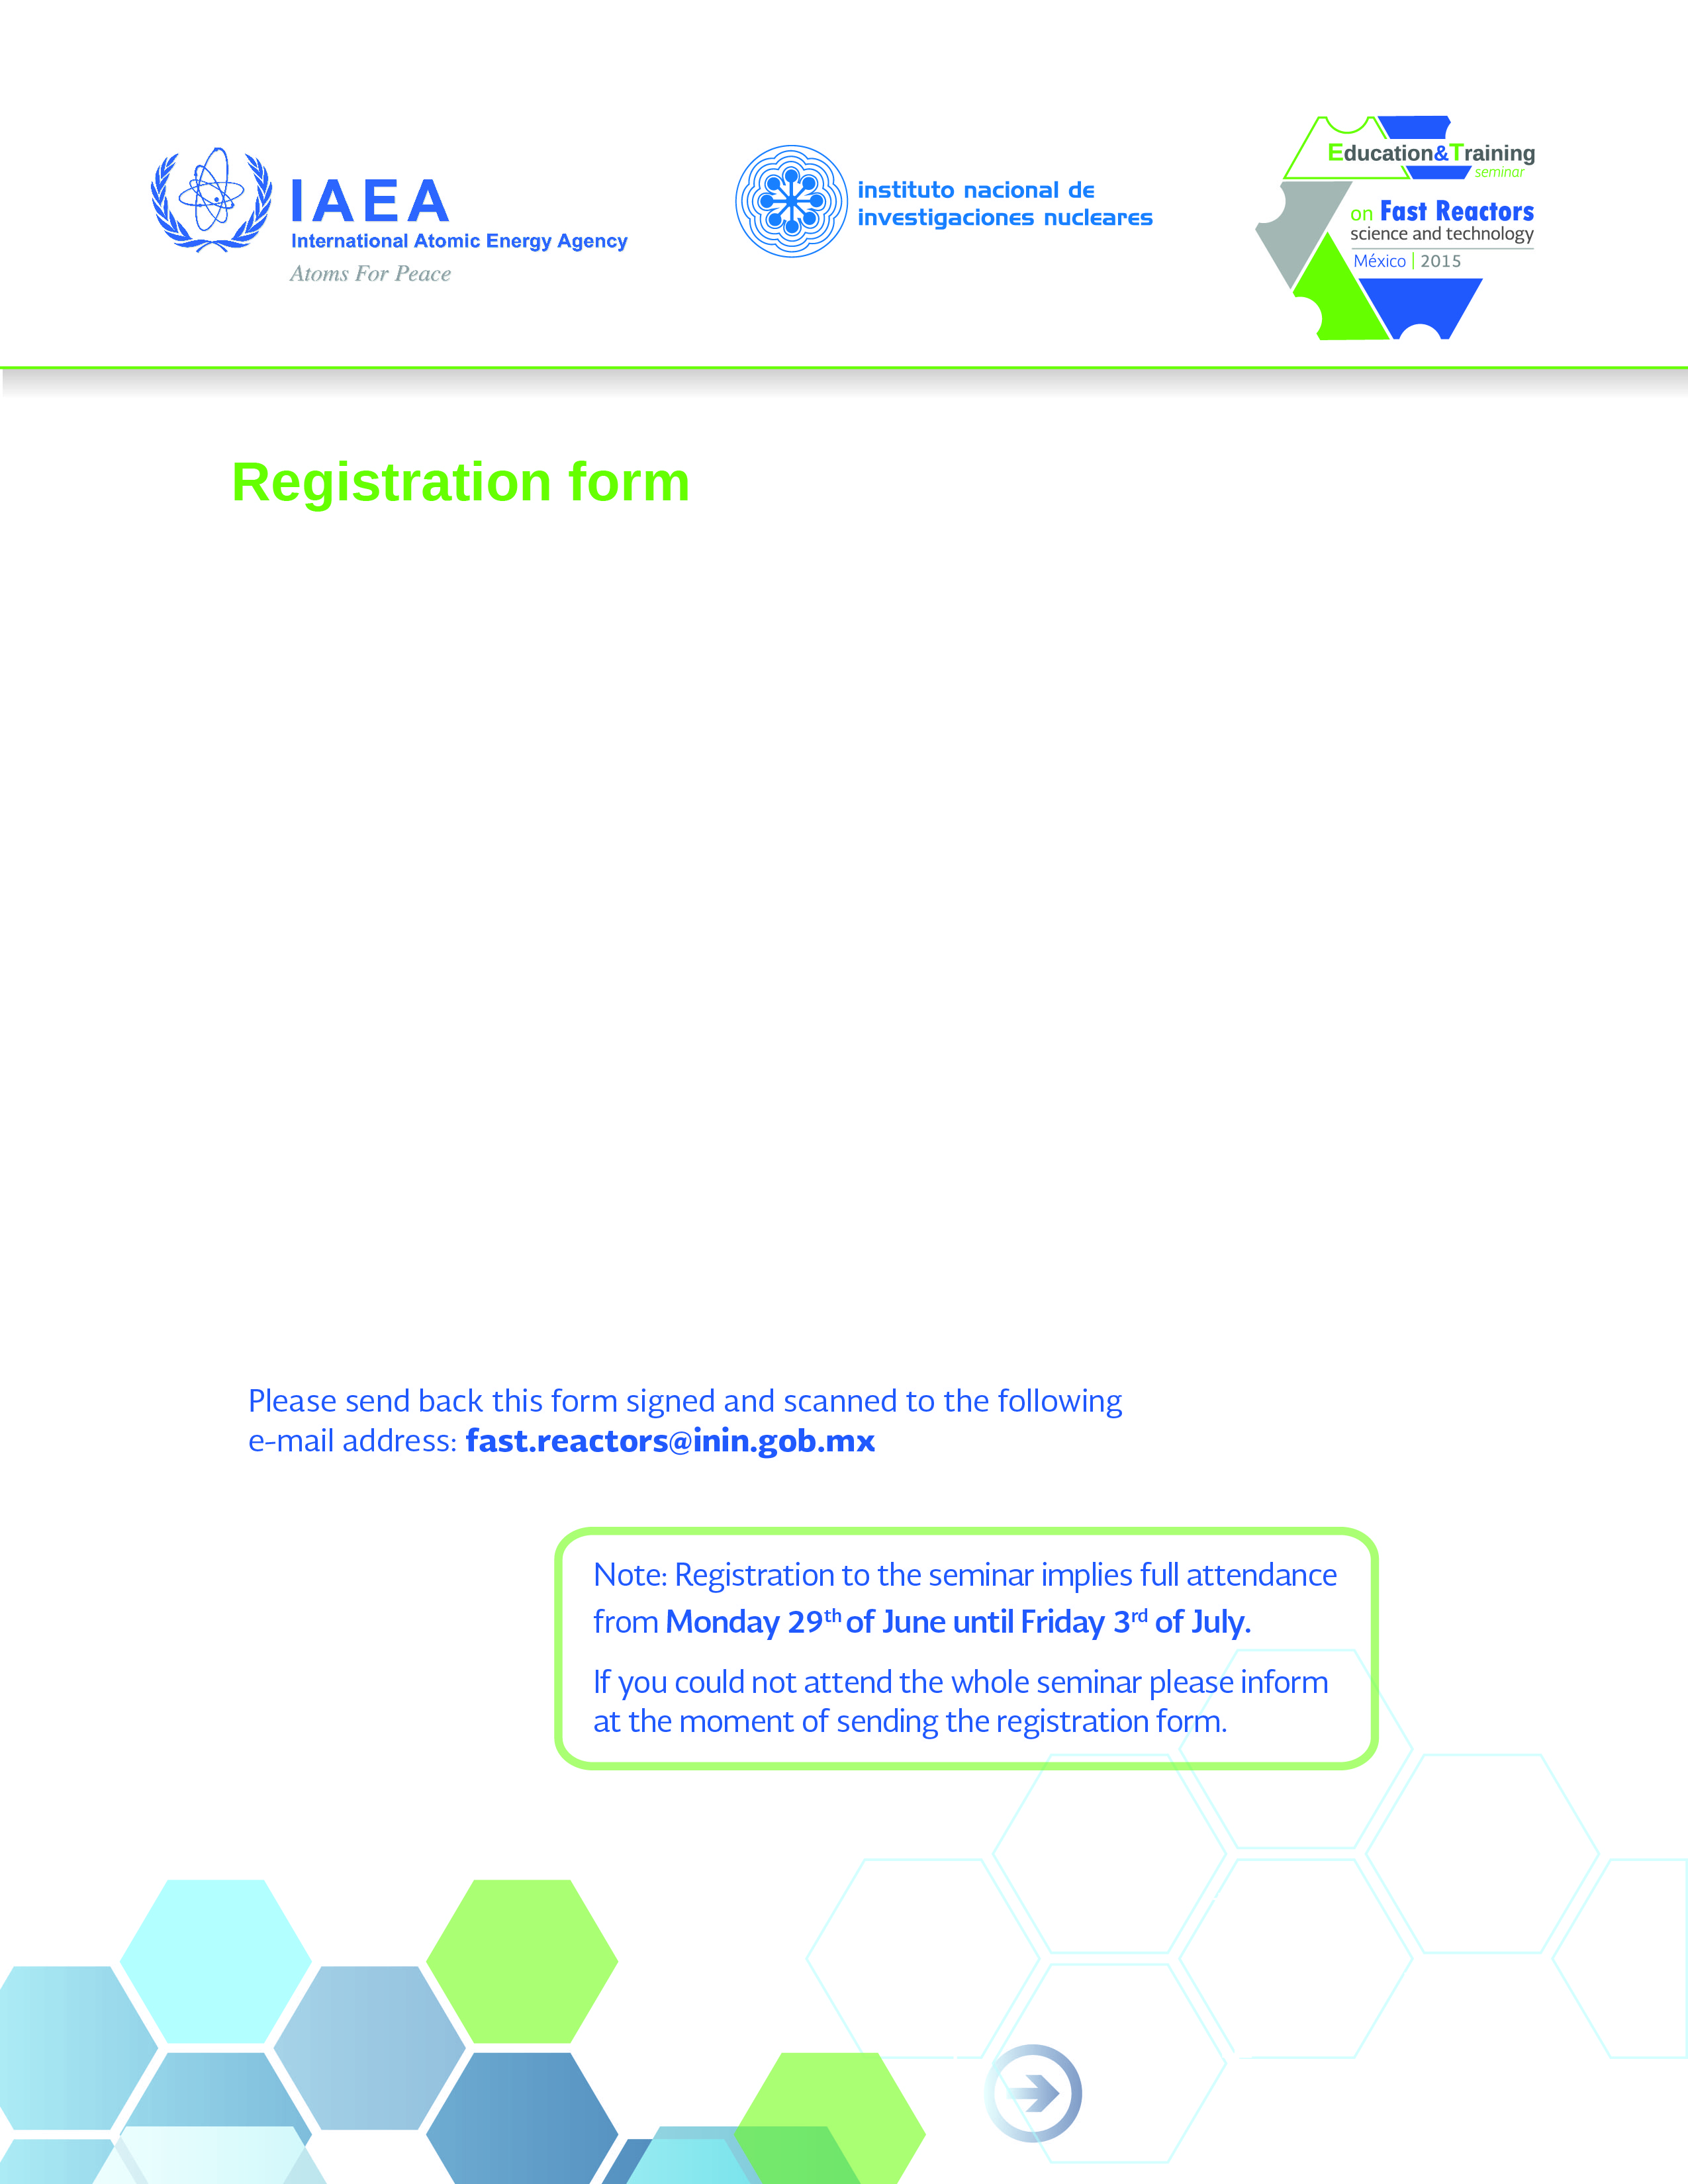 IAEA
International Atomic Energy Agency
Atoms For Peace
instituto nacional de
investigaciones nucleares
Education&Training
seminar
on Fast Reactors
science and technology
México | 2015
Registration form
Please send back this form signed and scanned to the following
e-mail address: fast.reactors@inin.gob.mx
Note: Registration to the seminar implies full attendance
from Monday 29th of June until Friday 3rd of July.
If you could not attend the whole seminar please inform
at the moment of sending the registration form.